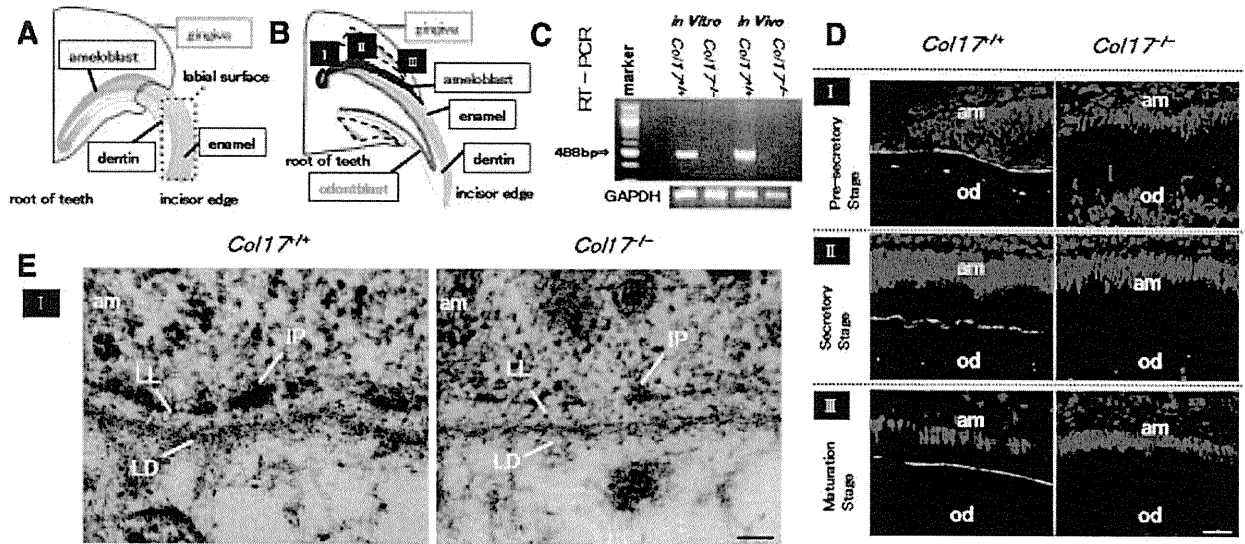 A
gingiva
ameloblast
labial surface
dentin
enamel
root of teeth
incisor edge
B
gingiva
I
II
III
ameloblast
enamel
root of teeth
dentin
odontblast
incisor edge
C
in Vitro
in Vivo
RT-PCR
marker
Col17+/+
Col17-/-
Col17+/+
Col17-/-
488bp⇒
GAPDH
D
Col17+/+
Col17-/-
I
Pre-secretory
Stage
am
od
am
od
II
Secretory
Stage
am
od
am
od
III
Maturation
Stage
am
od
am
od
E
Col17+/+
Col17-/-
I
am
IP
LL
LD
am
IP
LL
LD